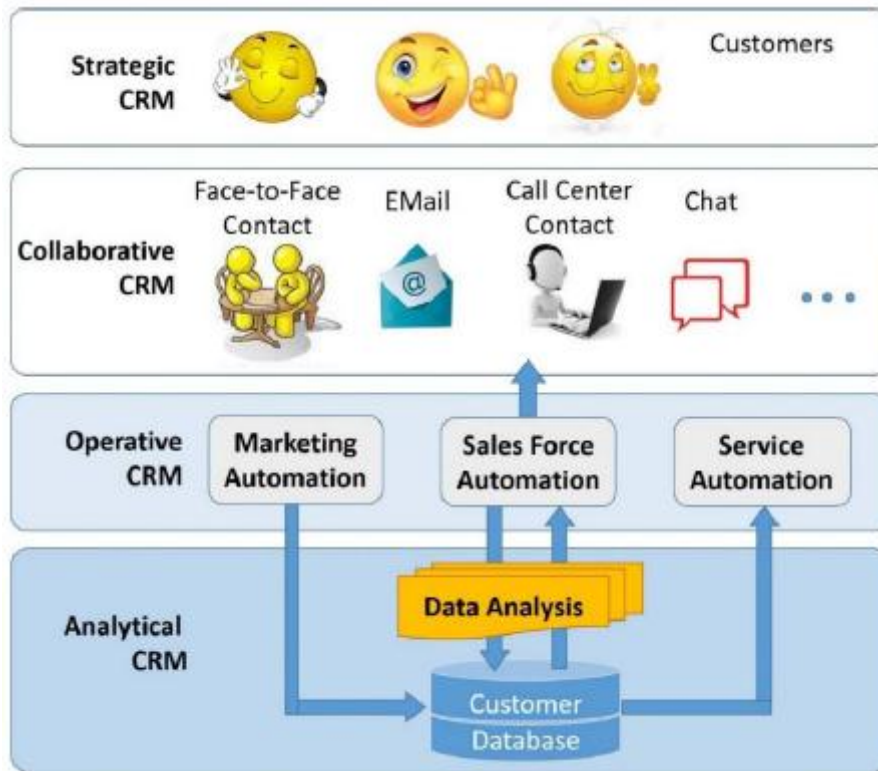 Strategic
CRM
Customers
Face-to-Face
Contact
EMail
Call Center
Contact
Chat
Collaborative
CRM
@
Operative
CRM
Marketing
Automation
Sales Force
Automation
Service
Automation
Analytical
CRM
Data Analysis
Customer
Database